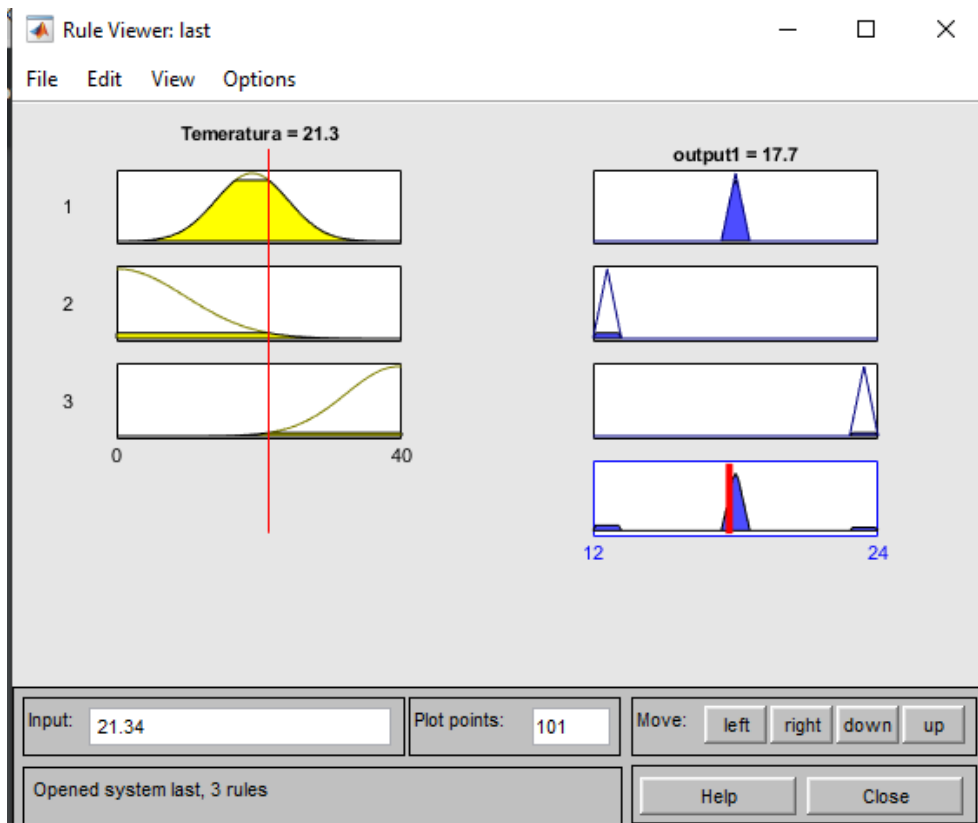 Rule Viewer: last
File Edit View Options
Temeratura = 21.3
output1 = 17.7
1
2
3
0 40
12 24
Input: 21.34
Plot points: 101
Move: left right down up
Opened system last, 3 rules
Help Close